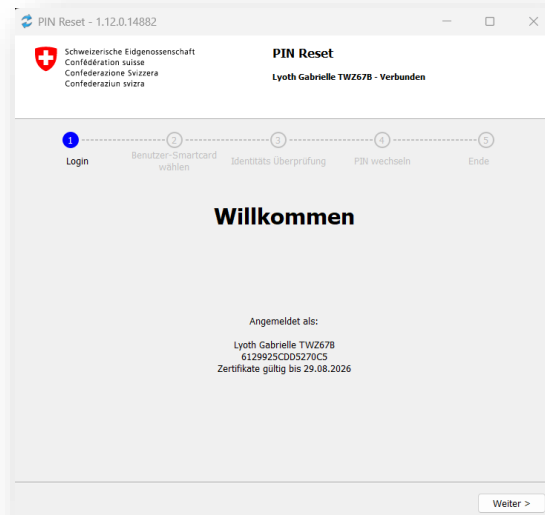 PIN Reset - 1.12.0.14882
Schweizerische Eidgenossenschaft
Confédération suisse
Confederazione Svizzera
Confederaziun svizra
PIN Reset
Lyoth Gabrielle TWZ67B - Verbunden
1
2
3
4
5
Login
Benutzer-Smartcard
wählen
Identitäts Überprüfung
PIN wechseln
Ende
Willkommen
Angemeldet als:
Lyoth Gabrielle TWZ67B
6129925CDD5270C5
Zertifikate gültig bis 29.08.2026
Weiter >